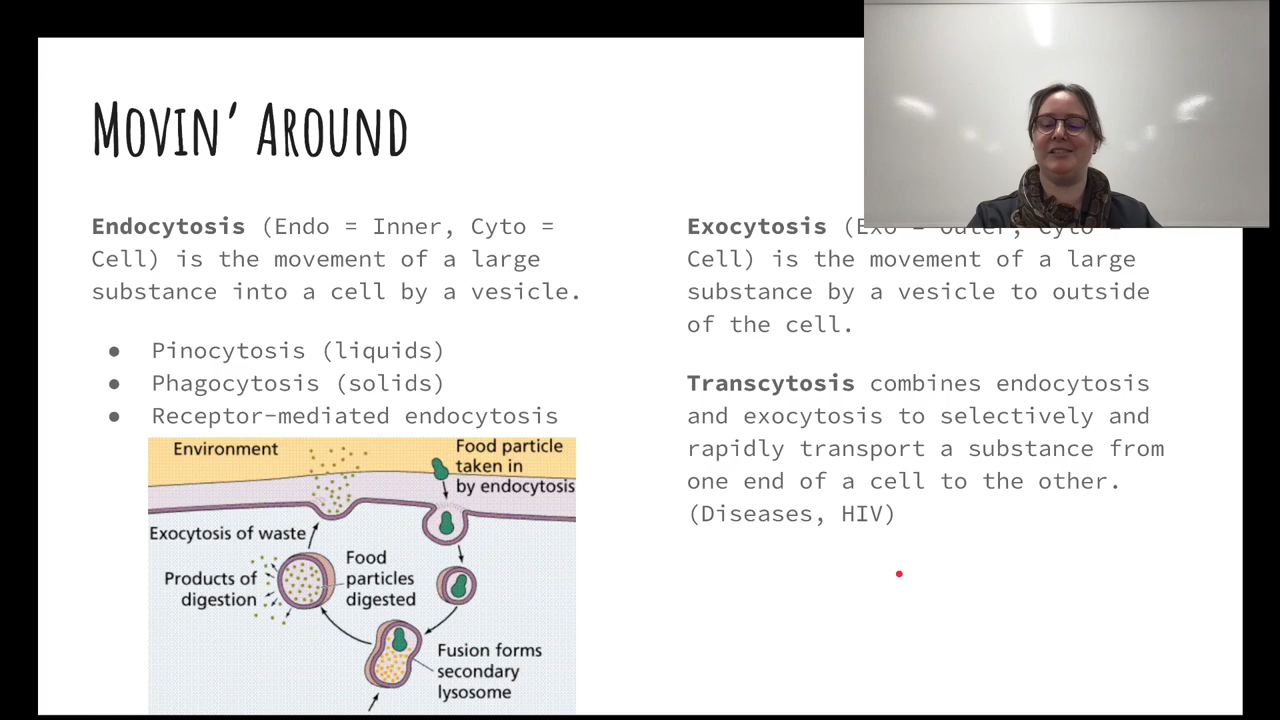 Movin' Around
Endocytosis (Endo = Inner, Cyto =
Cell) is the movement of a large
substance into a cell by a vesicle.
● Pinocytosis (liquids)
● Phagocytosis (solids)
● Receptor-mediated endocytosis
Environment
Food particle
taken in
by endocytosis
Exocytosis of waste
Food
particles
digested
Products of
digestion
Fusion forms
secondary
lysosome
Exocytosis (Exo = Outer, Cyto =
Cell) is the movement of a large
substance by a vesicle to outside
of the cell.
Transcytosis combines endocytosis
and exocytosis to selectively and
rapidly transport a substance from
one end of a cell to the other.
(Diseases, HIV)